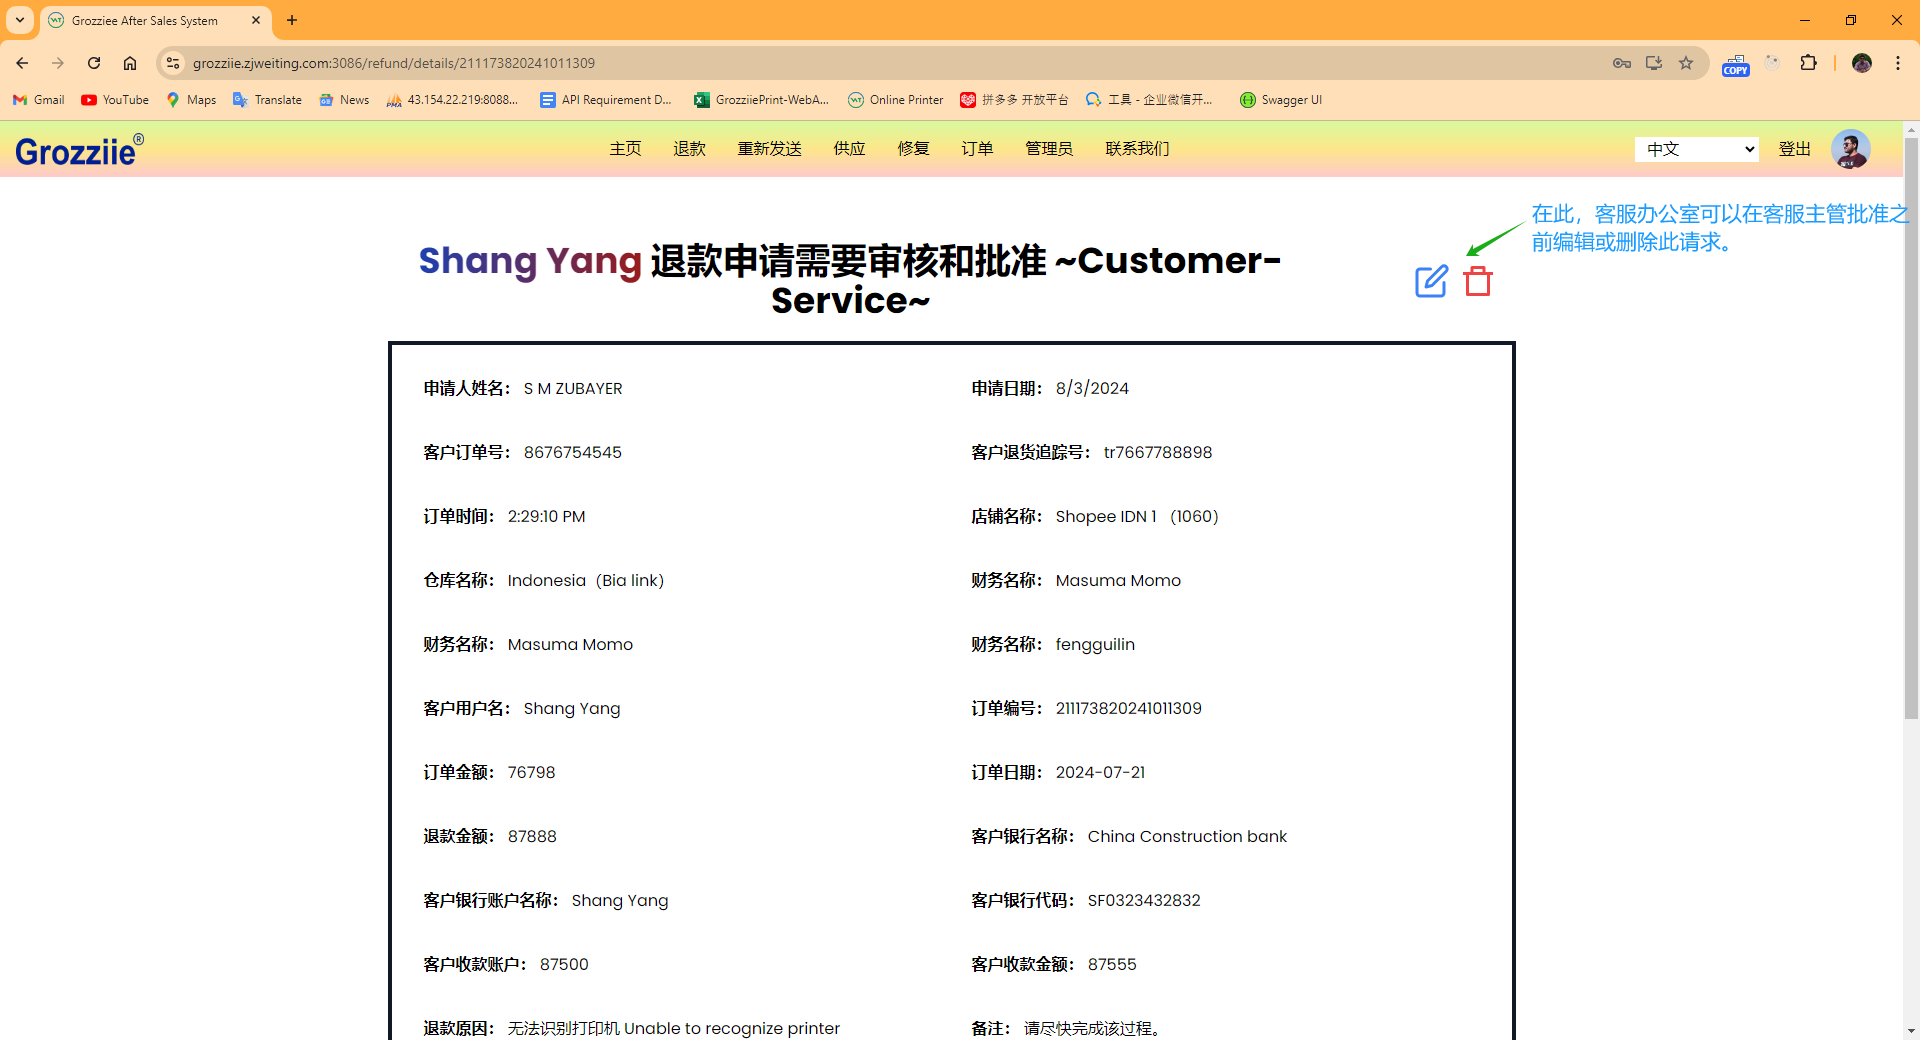 Grozziee After Sales System
grozziie.zjweiting.com:3086/refund/details/211173820241011309
COPY
Gmail
YouTube
Maps
Translate
News
43.154.22.219:8088...
API Requirement D...
GrozziiePrint-WebA...
Online Printer
拼多多 开放平台
工具 - 企业微信开...
Swagger UI
Grozziie®
主页
退款
重新发送
供应
修复
订单
管理员
联系我们
中文
登出
在此，客服办公室可以在客服主管批准之
前编辑或删除此请求。
Shang Yang 退款申请需要审核和批准 ~Customer-
Service~
申请人姓名： S M ZUBAYER
申请日期： 8/3/2024
客户订单号： 8676754545
客户退货追踪号： tr7667788898
订单时间： 2:29:10 PM
店铺名称： Shopee IDN 1 （1060）
仓库名称： Indonesia（Bia link）
财务名称： Masuma Momo
财务名称： Masuma Momo
财务名称： fengguilin
客户用户名： Shang Yang
订单编号： 211173820241011309
订单金额： 76798
订单日期： 2024-07-21
退款金额： 87888
客户银行名称： China Construction bank
客户银行账户名称： Shang Yang
客户银行代码： SF0323432832
客户收款账户： 87500
客户收款金额： 87555
退款原因： 无法识别打印机 Unable to recognize printer
备注： 请尽快完成该过程。